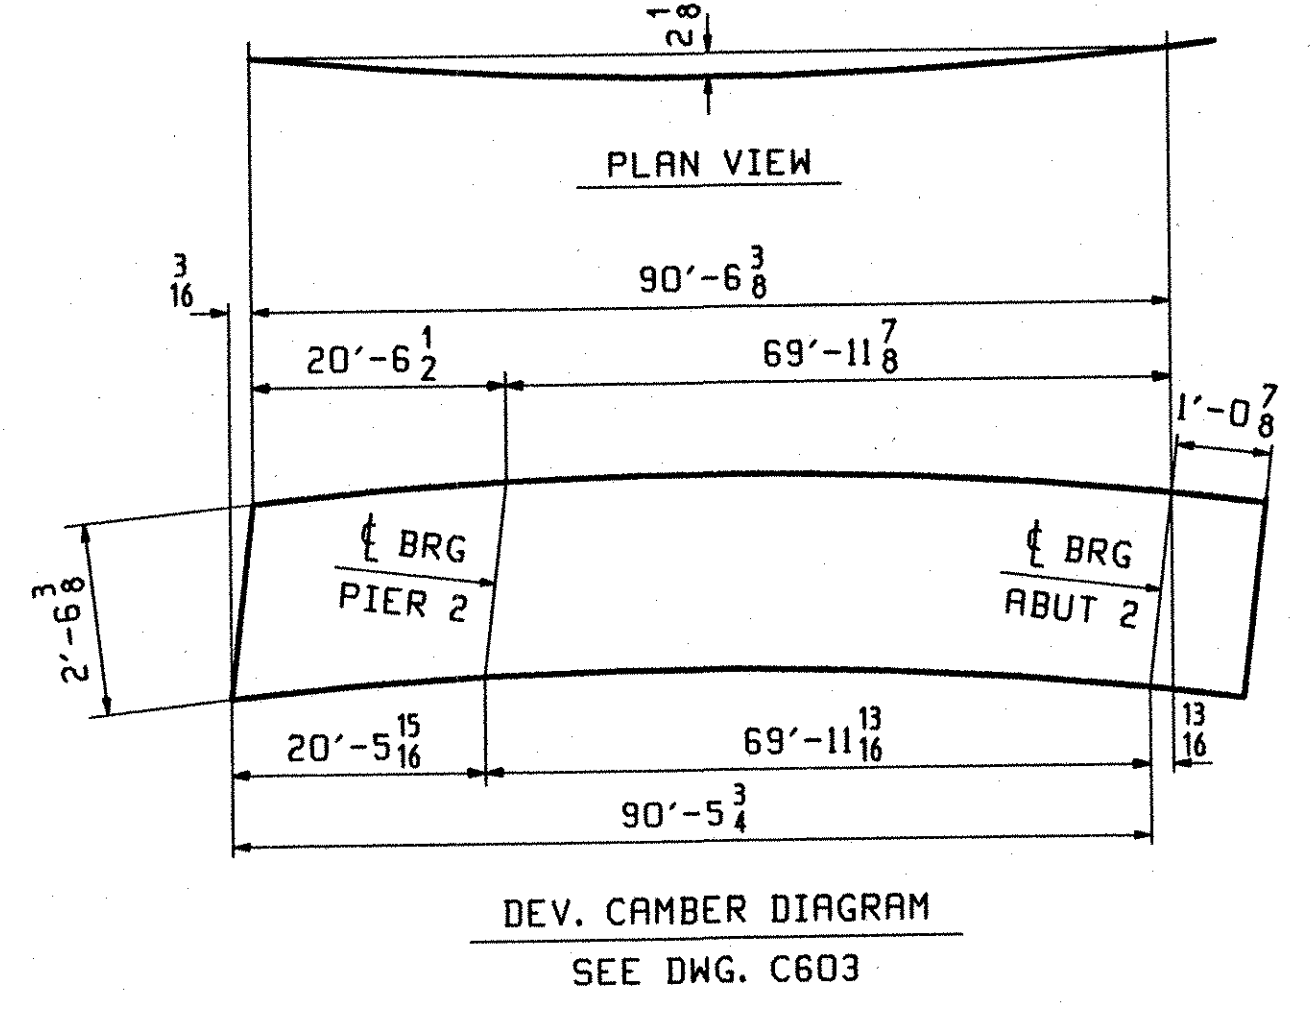 2 1/8
PLAN VIEW
3/16
90'-6 3/8
20'-6 1/2
69'-11 7/8
1'-0 7/8
2'-6 3/8
℄ BRG
PIER 2
℄ BRG
ABUT 2
20'-5 15/16
69'-11 13/16
13/16
90'-5 3/4
DEV. CAMBER DIAGRAM
SEE DWG. C603